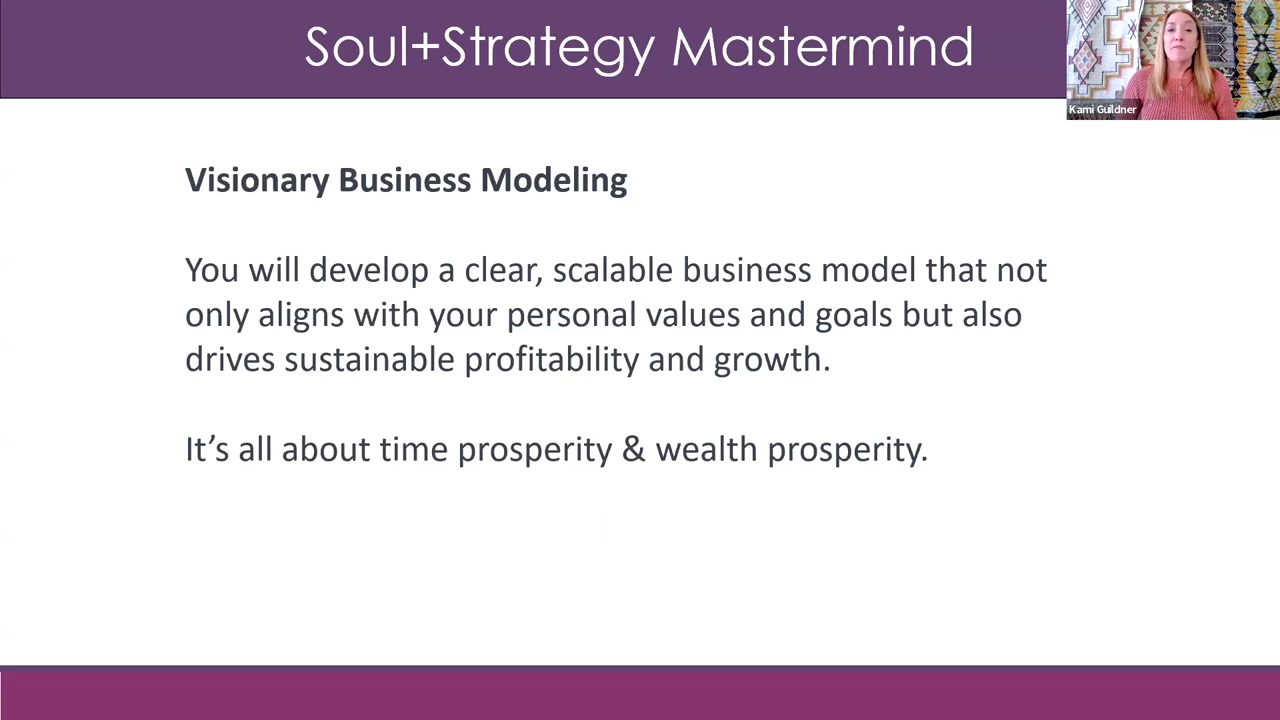 Soul+Strategy Mastermind
Kami Guildner
Visionary Business Modeling
You will develop a clear, scalable business model that not
only aligns with your personal values and goals but also
drives sustainable profitability and growth.
It’s all about time prosperity & wealth prosperity.